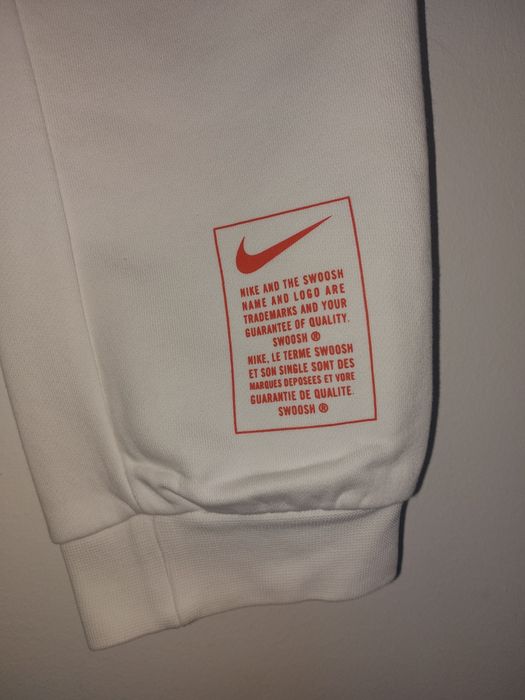 NIKE AND THE SWOOSH
NAME AND LOGO ARE
TRADEMARKS AND YOUR
GUARANTEE OF QUALITY.
SWOOSH ®
NIKE, LE TERME SWOOSH
ET SON SINGLE SONT DES
MARQUES DEPOSEES ET VORE
GUARANTIE DE QUALITE.
SWOOSH ®